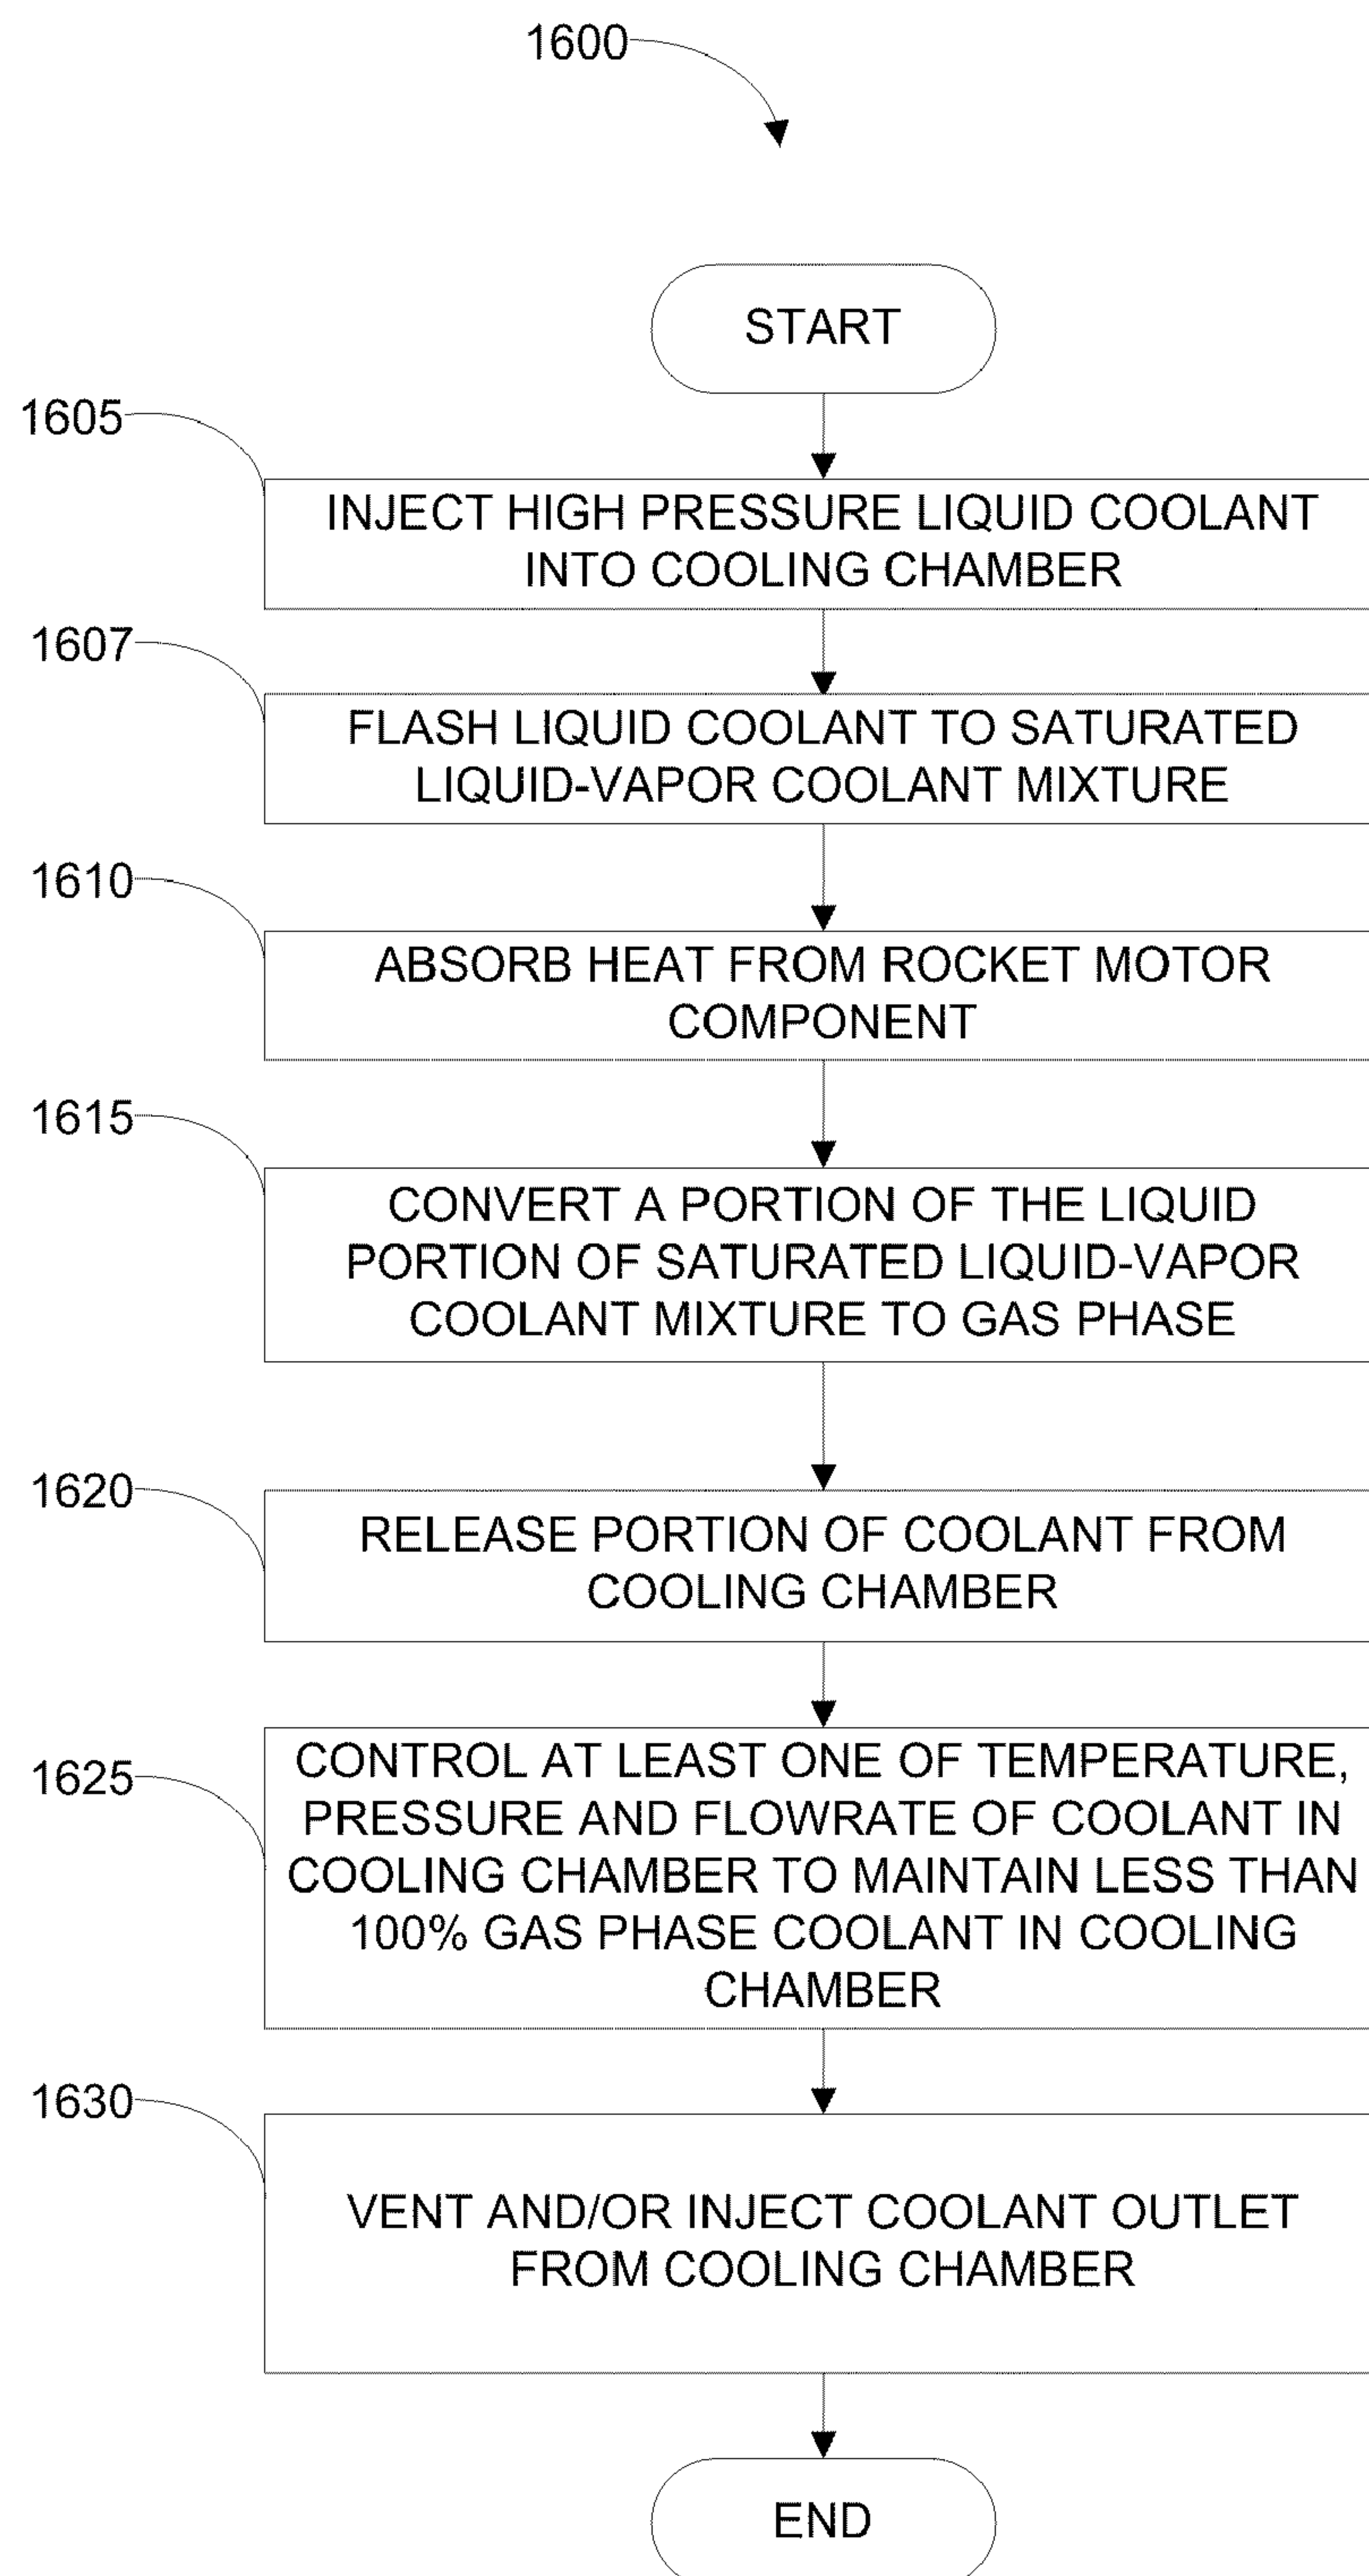 1600
START
1605
INJECT HIGH PRESSURE LIQUID COOLANT
INTO COOLING CHAMBER
1607
FLASH LIQUID COOLANT TO SATURATED
LIQUID-VAPOR COOLANT MIXTURE
1610
ABSORB HEAT FROM ROCKET MOTOR
COMPONENT
1615
CONVERT A PORTION OF THE LIQUID
PORTION OF SATURATED LIQUID-VAPOR
COOLANT MIXTURE TO GAS PHASE
1620
RELEASE PORTION OF COOLANT FROM
COOLING CHAMBER
1625
CONTROL AT LEAST ONE OF TEMPERATURE,
PRESSURE AND FLOWRATE OF COOLANT IN
COOLING CHAMBER TO MAINTAIN LESS THAN
100% GAS PHASE COOLANT IN COOLING
CHAMBER
1630
VENT AND/OR INJECT COOLANT OUTLET
FROM COOLING CHAMBER
END